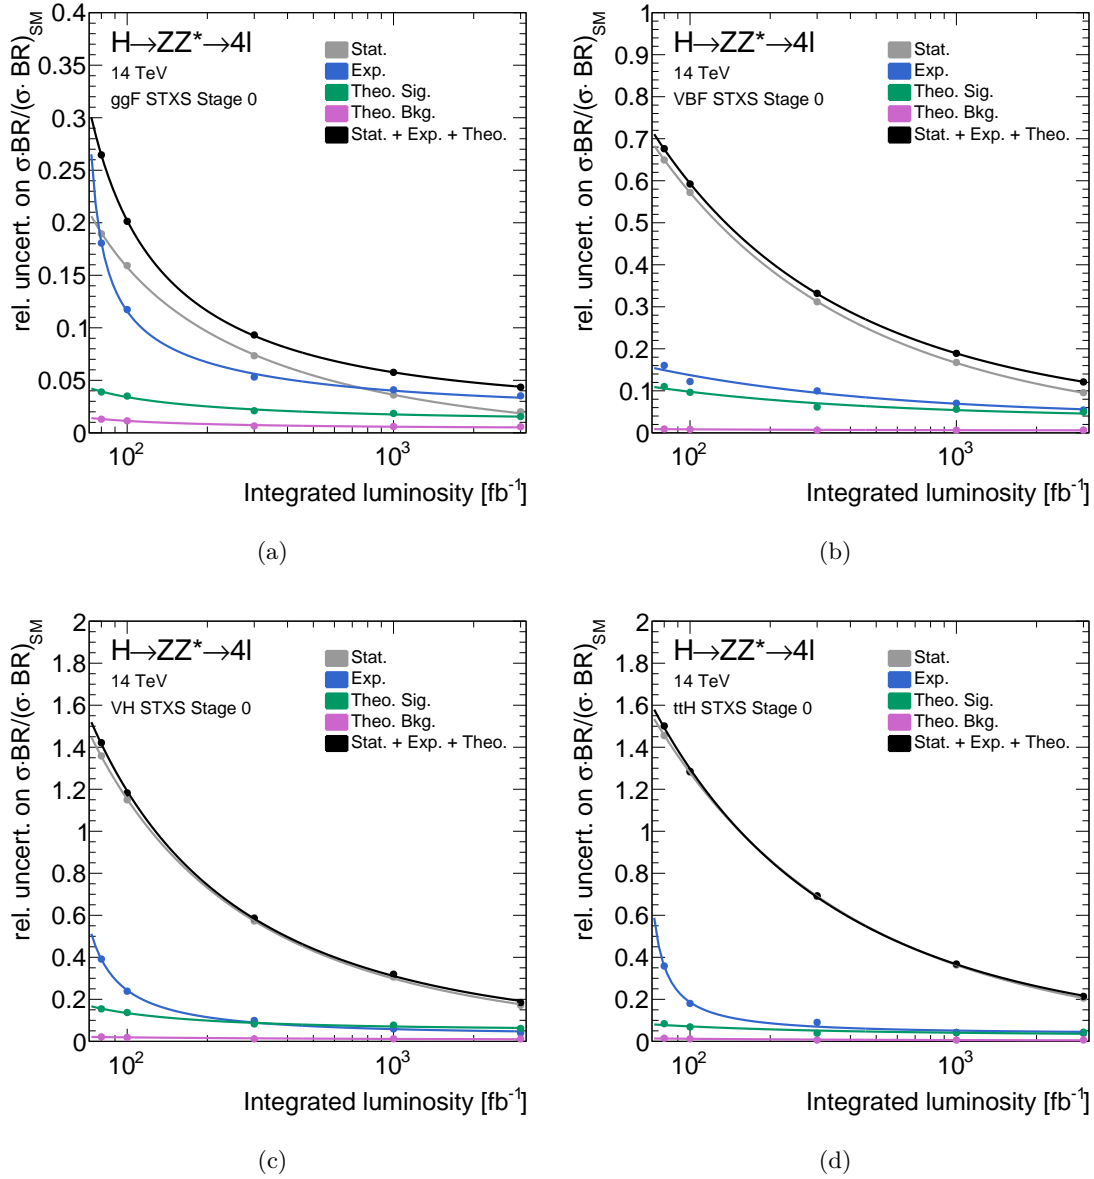 0.4
0.35
0.3
0.25
0.2
0.15
0.1
0.05
0
rel. uncert. on σ·BR/(σ· BR)SM
H→ZZ*→4l
14 TeV
ggF STXS Stage 0
Stat.
Exp.
Theo. Sig.
Theo. Bkg.
Stat. + Exp. + Theo.
10²
10³
Integrated luminosity [fb⁻¹]
(a)
1
0.9
0.8
0.7
0.6
0.5
0.4
0.3
0.2
0.1
0
rel. uncert. on σ·BR/(σ· BR)SM
H→ZZ*→4l
14 TeV
VBF STXS Stage 0
Stat.
Exp.
Theo. Sig.
Theo. Bkg.
Stat. + Exp. + Theo.
10²
10³
Integrated luminosity [fb⁻¹]
(b)
2
1.8
1.6
1.4
1.2
1
0.8
0.6
0.4
0.2
0
rel. uncert. on σ·BR/(σ· BR)SM
H→ZZ*→4l
14 TeV
VH STXS Stage 0
Stat.
Exp.
Theo. Sig.
Theo. Bkg.
Stat. + Exp. + Theo.
10²
10³
Integrated luminosity [fb⁻¹]
(c)
2
1.8
1.6
1.4
1.2
1
0.8
0.6
0.4
0.2
0
rel. uncert. on σ·BR/(σ· BR)SM
H→ZZ*→4l
14 TeV
ttH STXS Stage 0
Stat.
Exp.
Theo. Sig.
Theo. Bkg.
Stat. + Exp. + Theo.
10²
10³
Integrated luminosity [fb⁻¹]
(d)